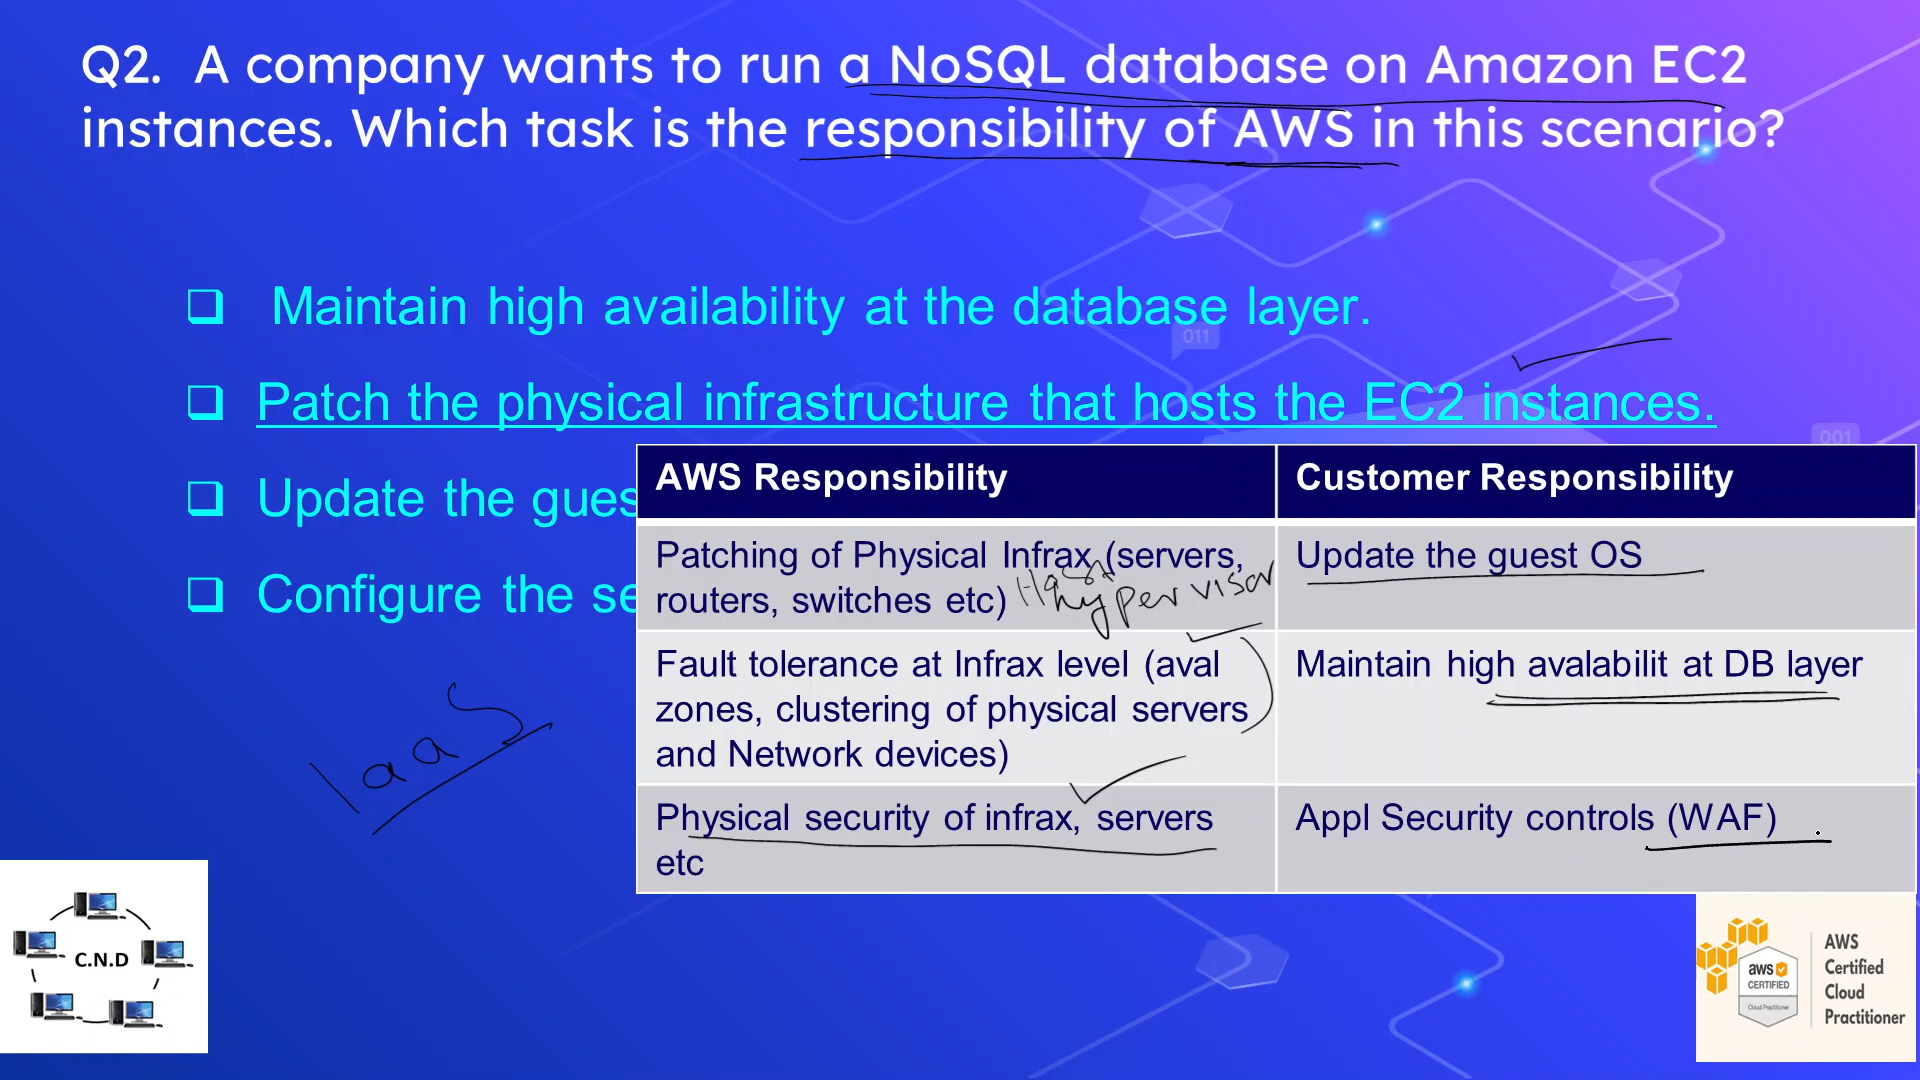 Q2. A company wants to run a NoSQL database on Amazon EC2
instances. Which task is the responsibility of AWS in this scenario?
011
Maintain high availability at the database layer.
Patch the physical infrastructure that hosts the EC2 instances.
001
Update the gues
Configure the se
AWS Responsibility
Customer Responsibility
Patching of Physical Infrax (servers,
routers, switches etc)
Host
hypervisor
Update the guest OS
Fault tolerance at Infrax level (aval
zones, clustering of physical servers
and Network devices)
Maintain high avalabilit at DB layer
Physical security of infrax, servers
etc
Appl Security controls (WAF)
IaaS
C.N.D
aws
CERTIFIED
Cloud Practitioner
AWS
Certified
Cloud
Practitioner